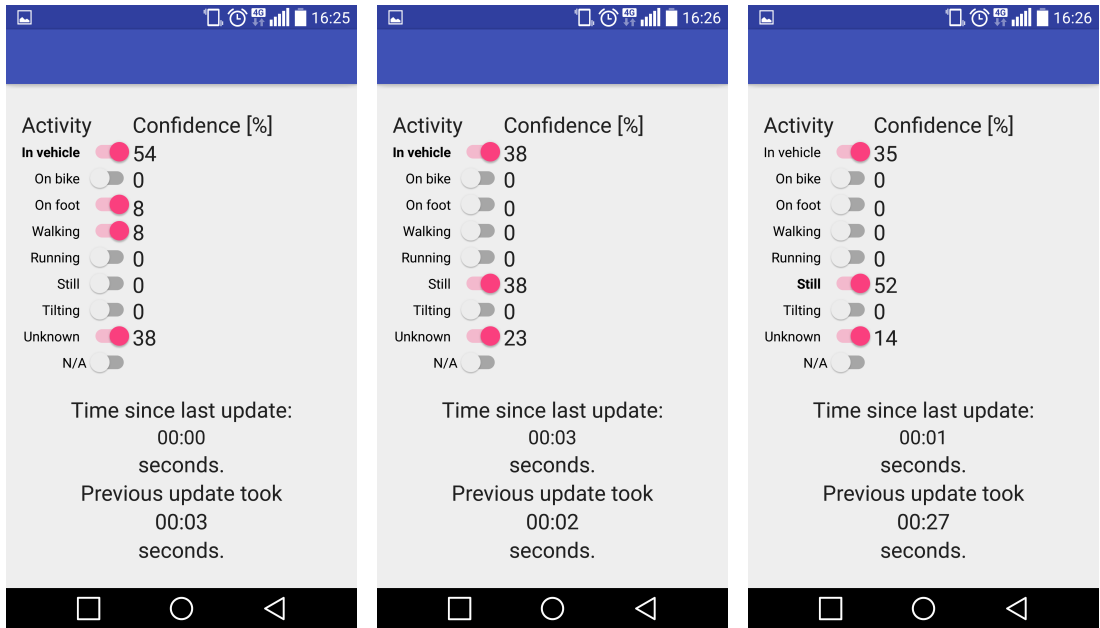 4G 16:25
Activity Confidence [%]
In vehicle 54
On bike 0
On foot 8
Walking 8
Running 0
Still 0
Tilting 0
Unknown 38
N/A
Time since last update:
00:00
seconds.
Previous update took
00:03
seconds.
4G 16:26
Activity Confidence [%]
In vehicle 38
On bike 0
On foot 0
Walking 0
Running 0
Still 38
Tilting 0
Unknown 23
N/A
Time since last update:
00:03
seconds.
Previous update took
00:02
seconds.
4G 16:26
Activity Confidence [%]
In vehicle 35
On bike 0
On foot 0
Walking 0
Running 0
Still 52
Tilting 0
Unknown 14
N/A
Time since last update:
00:01
seconds.
Previous update took
00:27
seconds.